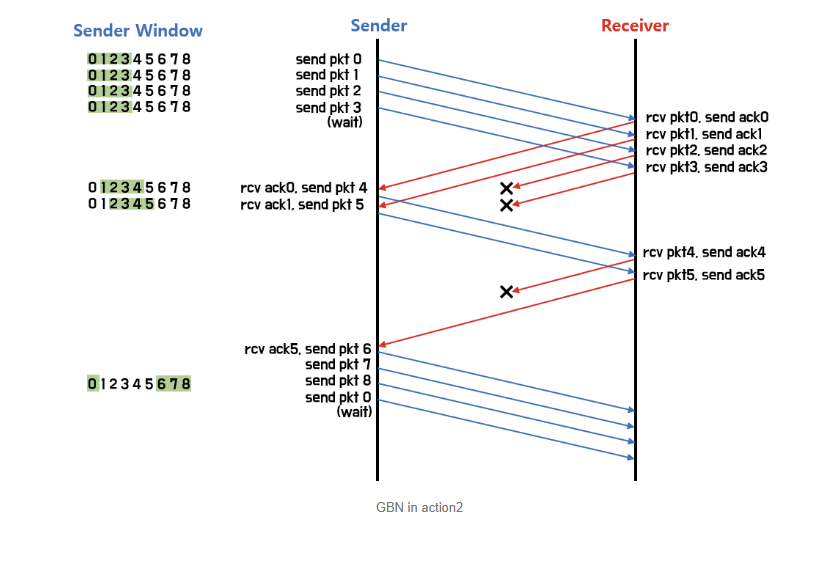 Sender Window Sender Receiver
0 1 2 3 4 5 6 7 8 send pkt 0
0 1 2 3 4 5 6 7 8 send pkt 1
0 1 2 3 4 5 6 7 8 send pkt 2
0 1 2 3 4 5 6 7 8 send pkt 3
(wait)
rcv pkt0, send ack0
rcv pkt1, send ack1
rcv pkt2, send ack2
rcv pkt3, send ack3
0 1 2 3 4 5 6 7 8 rcv ack0, send pkt 4
0 1 2 3 4 5 6 7 8 rcv ack1, send pkt 5
rcv pkt4, send ack4
rcv pkt5, send ack5
rcv ack5, send pkt 6
send pkt 7
0 1 2 3 4 5 6 7 8 send pkt 8
send pkt 0
(wait)
GBN in action2